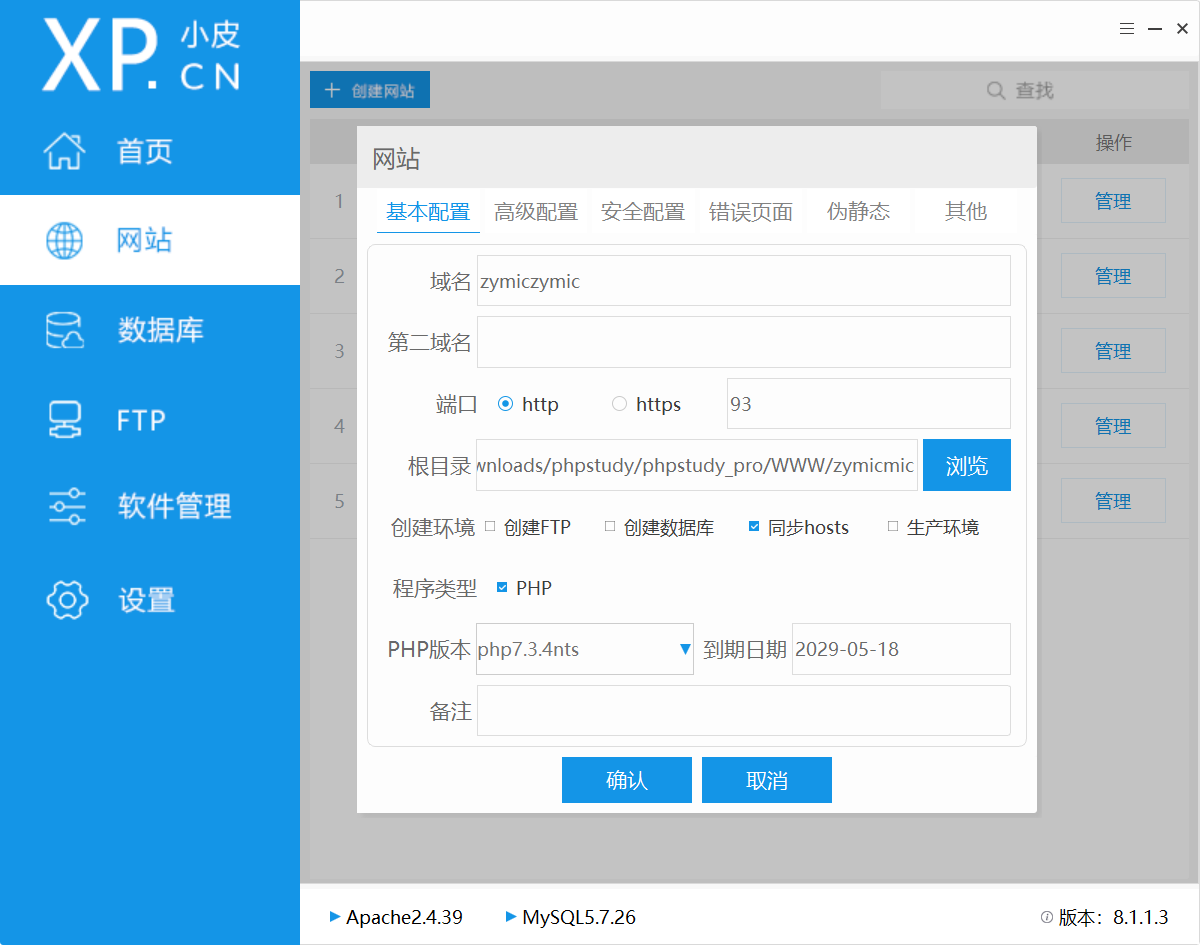 XP.小皮CN
首页
网站
数据库
FTP
软件管理
设置
创建网站
查找
操作
1 管理
2 管理
3 管理
4 管理
5 管理
网站
基本配置 高级配置 安全配置 错误页面 伪静态 其他
域名 zymiczymic
第二域名
端口 http https 93
根目录 wnloads/phpstudy/phpstudy_pro/WWW/zymicmic 浏览
创建环境 创建FTP 创建数据库 同步hosts 生产环境
程序类型 PHP
PHP版本 php7.3.4nts 到期日期 2029-05-18
备注
确认 取消
Apache2.4.39 MySQL5.7.26 版本：8.1.1.3